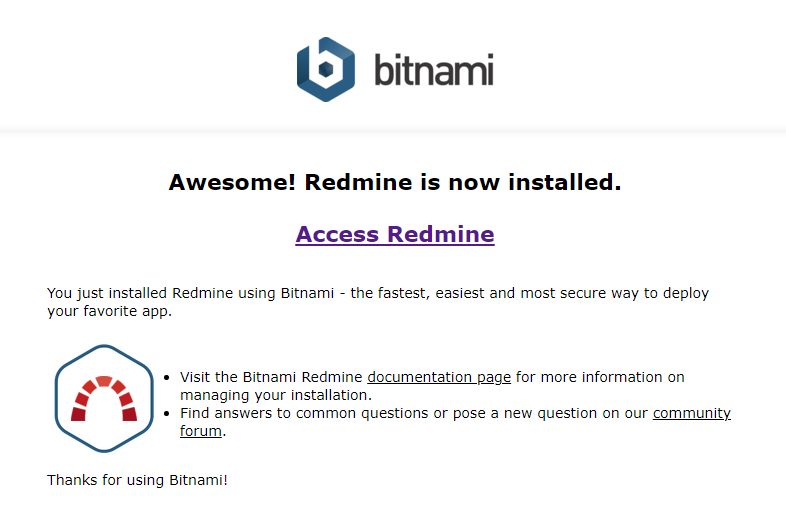 bitnami
Awesome! Redmine is now installed.
Access Redmine
You just installed Redmine using Bitnami - the fastest, easiest and most secure way to deploy
your favorite app.
• Visit the Bitnami Redmine documentation page for more information on
managing your installation.
• Find answers to common questions or pose a new question on our community
forum.
Thanks for using Bitnami!